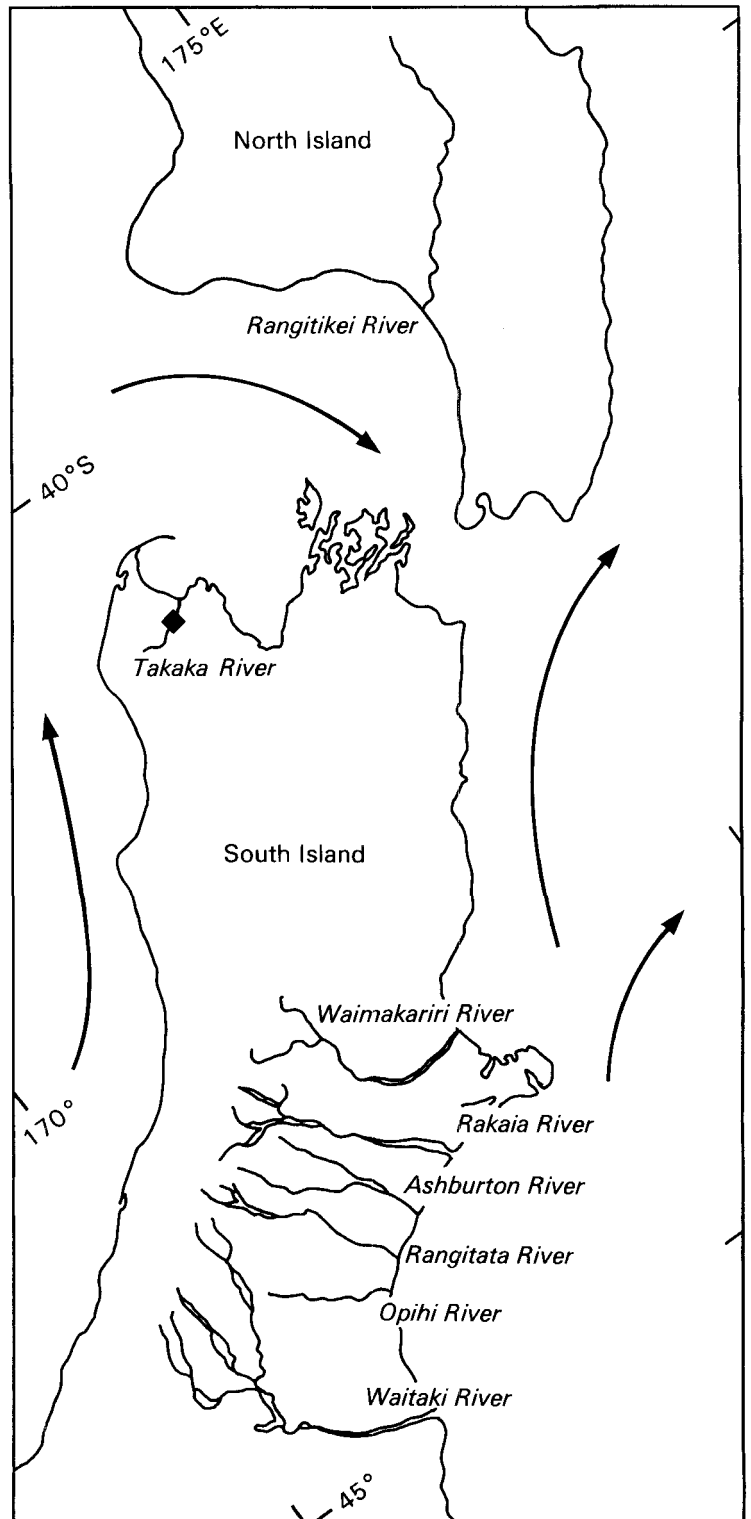 175°E
North Island
Rangitikei River
40°S
Takaka River
South Island
Waimakariri River
170°
Rakaia River
Ashburton River
Rangitata River
Opihi River
Waitaki River
45°